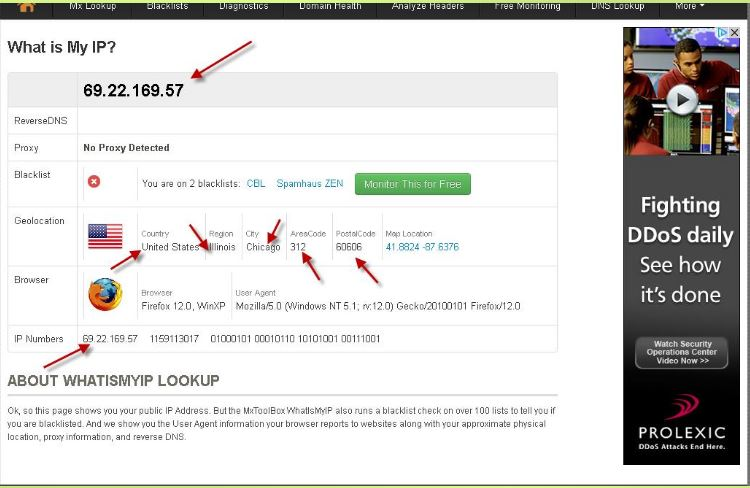 Mx Lookup Blacklists Diagnostics Domain Health Analyze Headers Free Monitoring DNS Lookup More
What is My IP?
69.22.169.57
ReverseDNS
Proxy No Proxy Detected
Blacklist You are on 2 blacklists: CBL Spamhaus ZEN Monitor This for Free
Geolocation
Country Region City AreaCode PostalCode Map Location
United States Illinois Chicago 312 60606 41.8824 -87.6376
Browser
Browser User Agent
Firefox 12.0, WinXP Mozilla/5.0 (Windows NT 5.1; rv:12.0) Gecko/20100101 Firefox/12.0
IP Numbers 69.22.169.57 1159113017 01000101 00010110 10101001 00111001
ABOUT WHATISMYIP LOOKUP
Ok, so this page shows you your public IP Address. But the MxToolBox WhatIsMyIP also runs a blacklist check on over 100 lists to tell you if
you are blacklisted. And we show you the User Agent information your browser reports to websites along with your approximate physical
location, proxy information, and reverse DNS.
Fighting
DDoS daily
See how
it's done
Watch Security
Operations Center
Video Now >>
PROLEXIC
DDoS Attacks End Here.